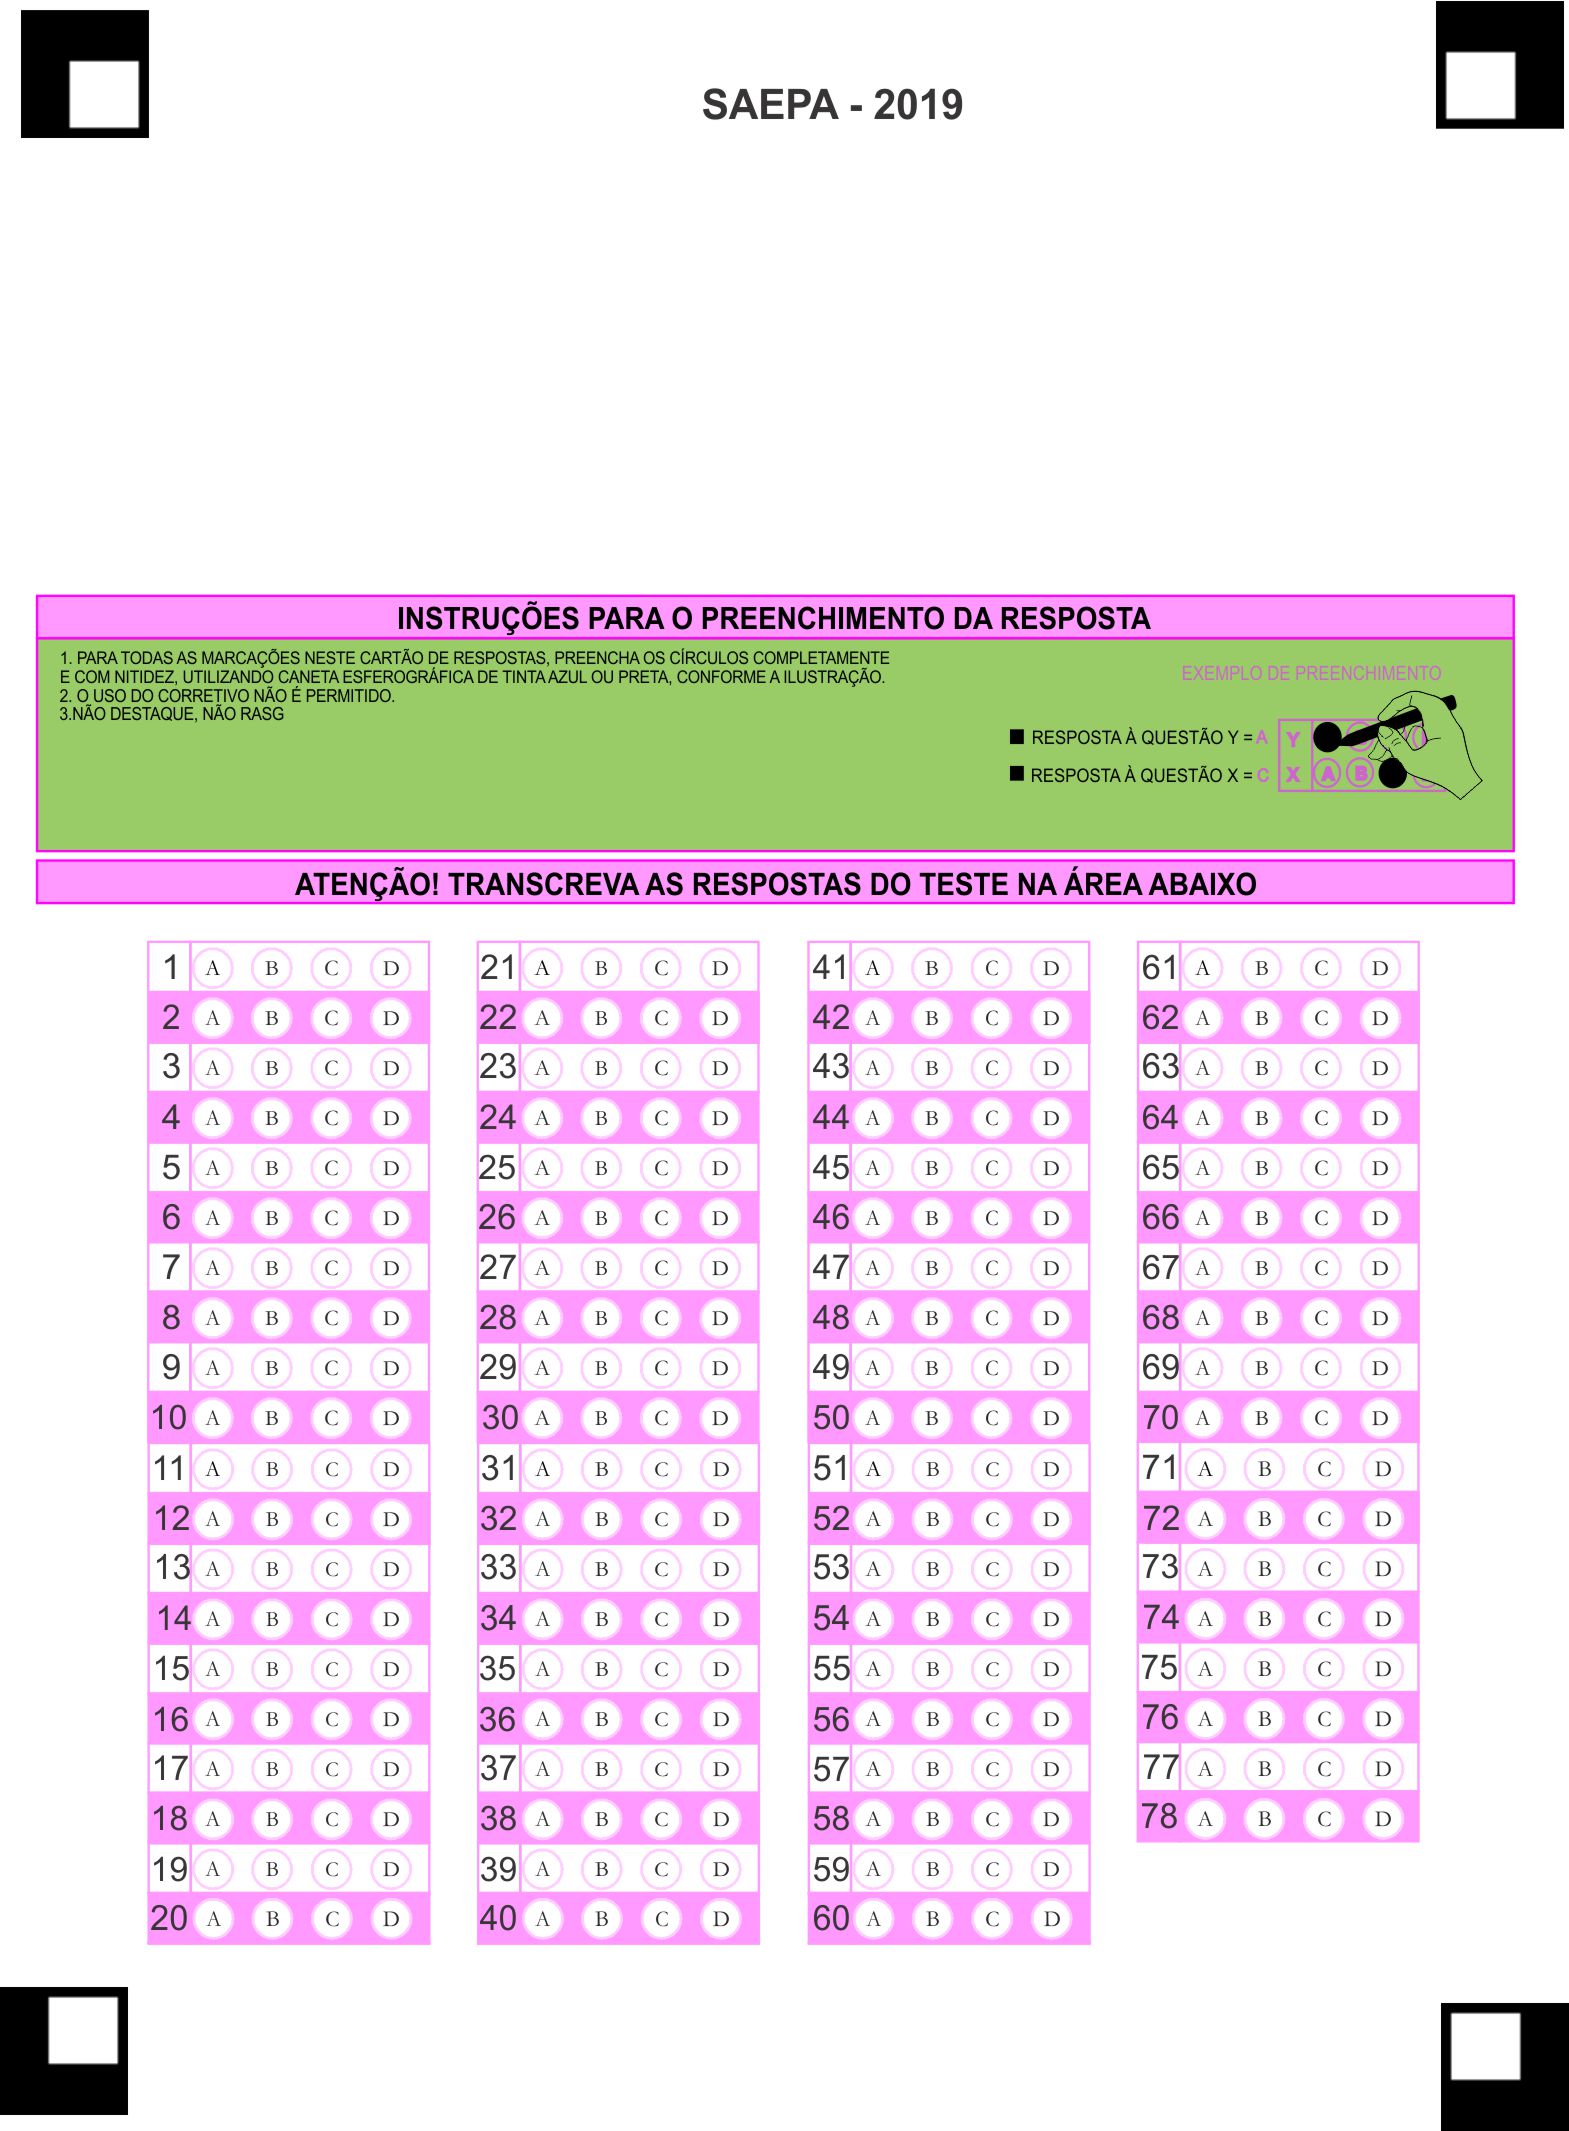 SAEPA - 2019
INSTRUÇÕES PARA O PREENCHIMENTO DA RESPOSTA
1. PARA TODAS AS MARCAÇÕES NESTE CARTÃO DE RESPOSTAS, PREENCHA OS CÍRCULOS COMPLETAMENTE
E COM NITIDEZ, UTILIZANDO CANETA ESFEROGRÁFICA DE TINTA AZUL OU PRETA, CONFORME A ILUSTRAÇÃO.
2. O USO DO CORRETIVO NÃO É PERMITIDO.
3.NÃO DESTAQUE, NÃO RASG
EXEMPLO DE PREENCHIMENTO
RESPOSTA À QUESTÃO Y = A Y
RESPOSTA À QUESTÃO X = C X A B
ATENÇÃO! TRANSCREVA AS RESPOSTAS DO TESTE NA ÁREA ABAIXO
1 A B C D 21 A B C D 41 A B C D 61 A B C D
2 A B C D 22 A B C D 42 A B C D 62 A B C D
3 A B C D 23 A B C D 43 A B C D 63 A B C D
4 A B C D 24 A B C D 44 A B C D 64 A B C D
5 A B C D 25 A B C D 45 A B C D 65 A B C D
6 A B C D 26 A B C D 46 A B C D 66 A B C D
7 A B C D 27 A B C D 47 A B C D 67 A B C D
8 A B C D 28 A B C D 48 A B C D 68 A B C D
9 A B C D 29 A B C D 49 A B C D 69 A B C D
10 A B C D 30 A B C D 50 A B C D 70 A B C D
11 A B C D 31 A B C D 51 A B C D 71 A B C D
12 A B C D 32 A B C D 52 A B C D 72 A B C D
13 A B C D 33 A B C D 53 A B C D 73 A B C D
14 A B C D 34 A B C D 54 A B C D 74 A B C D
15 A B C D 35 A B C D 55 A B C D 75 A B C D
16 A B C D 36 A B C D 56 A B C D 76 A B C D
17 A B C D 37 A B C D 57 A B C D 77 A B C D
18 A B C D 38 A B C D 58 A B C D 78 A B C D
19 A B C D 39 A B C D 59 A B C D
20 A B C D 40 A B C D 60 A B C D